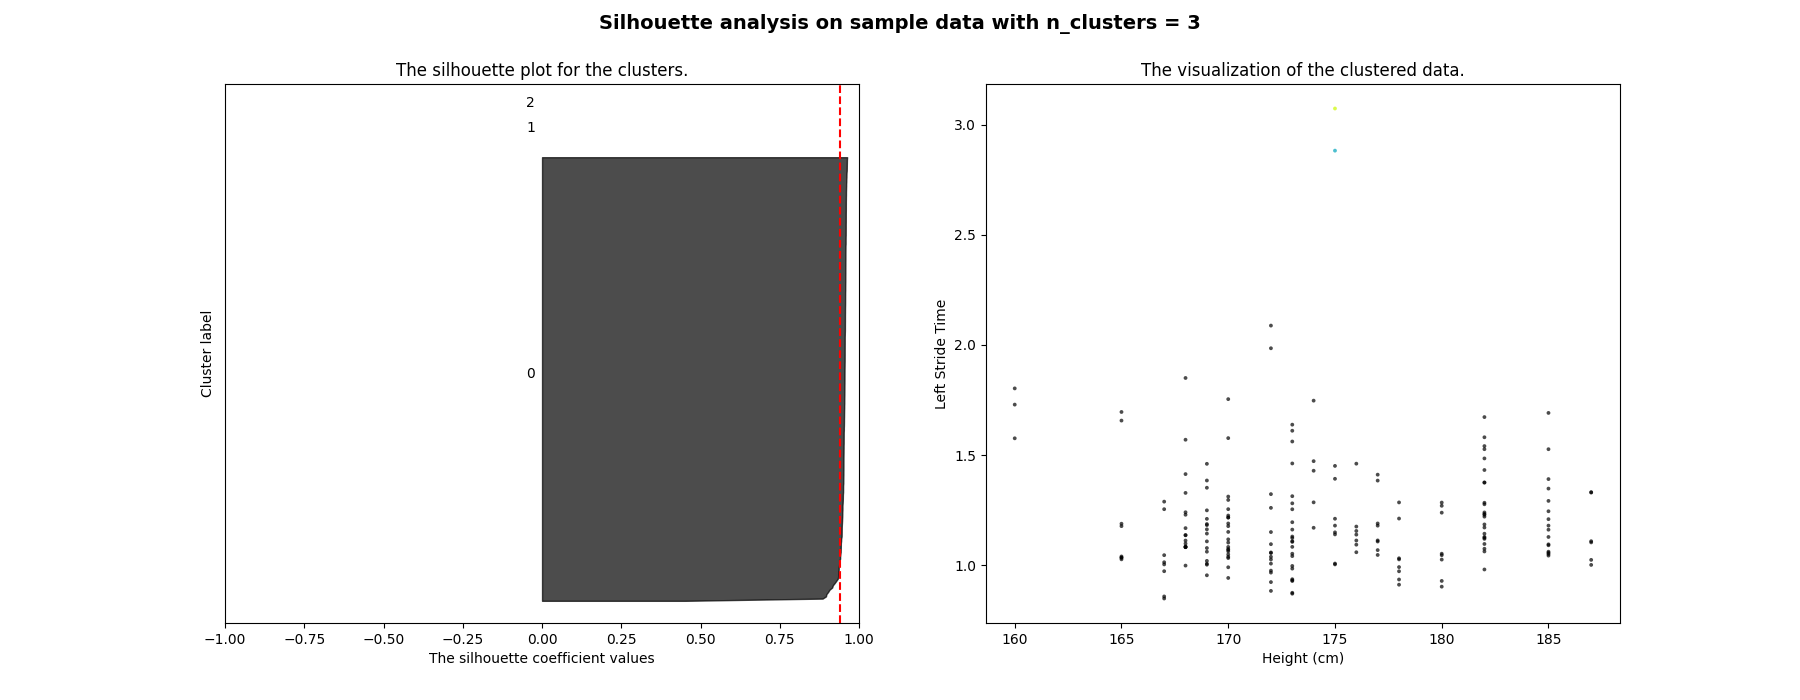 Silhouette analysis on sample data with n_clusters = 3
The silhouette plot for the clusters.
2
1
0
Cluster label
−1.00 −0.75 −0.50 −0.25 0.00 0.25 0.50 0.75 1.00
The silhouette coefficient values
The visualization of the clustered data.
3.0
2.5
2.0
1.5
1.0
Left Stride Time
160 165 170 175 180 185
Height (cm)